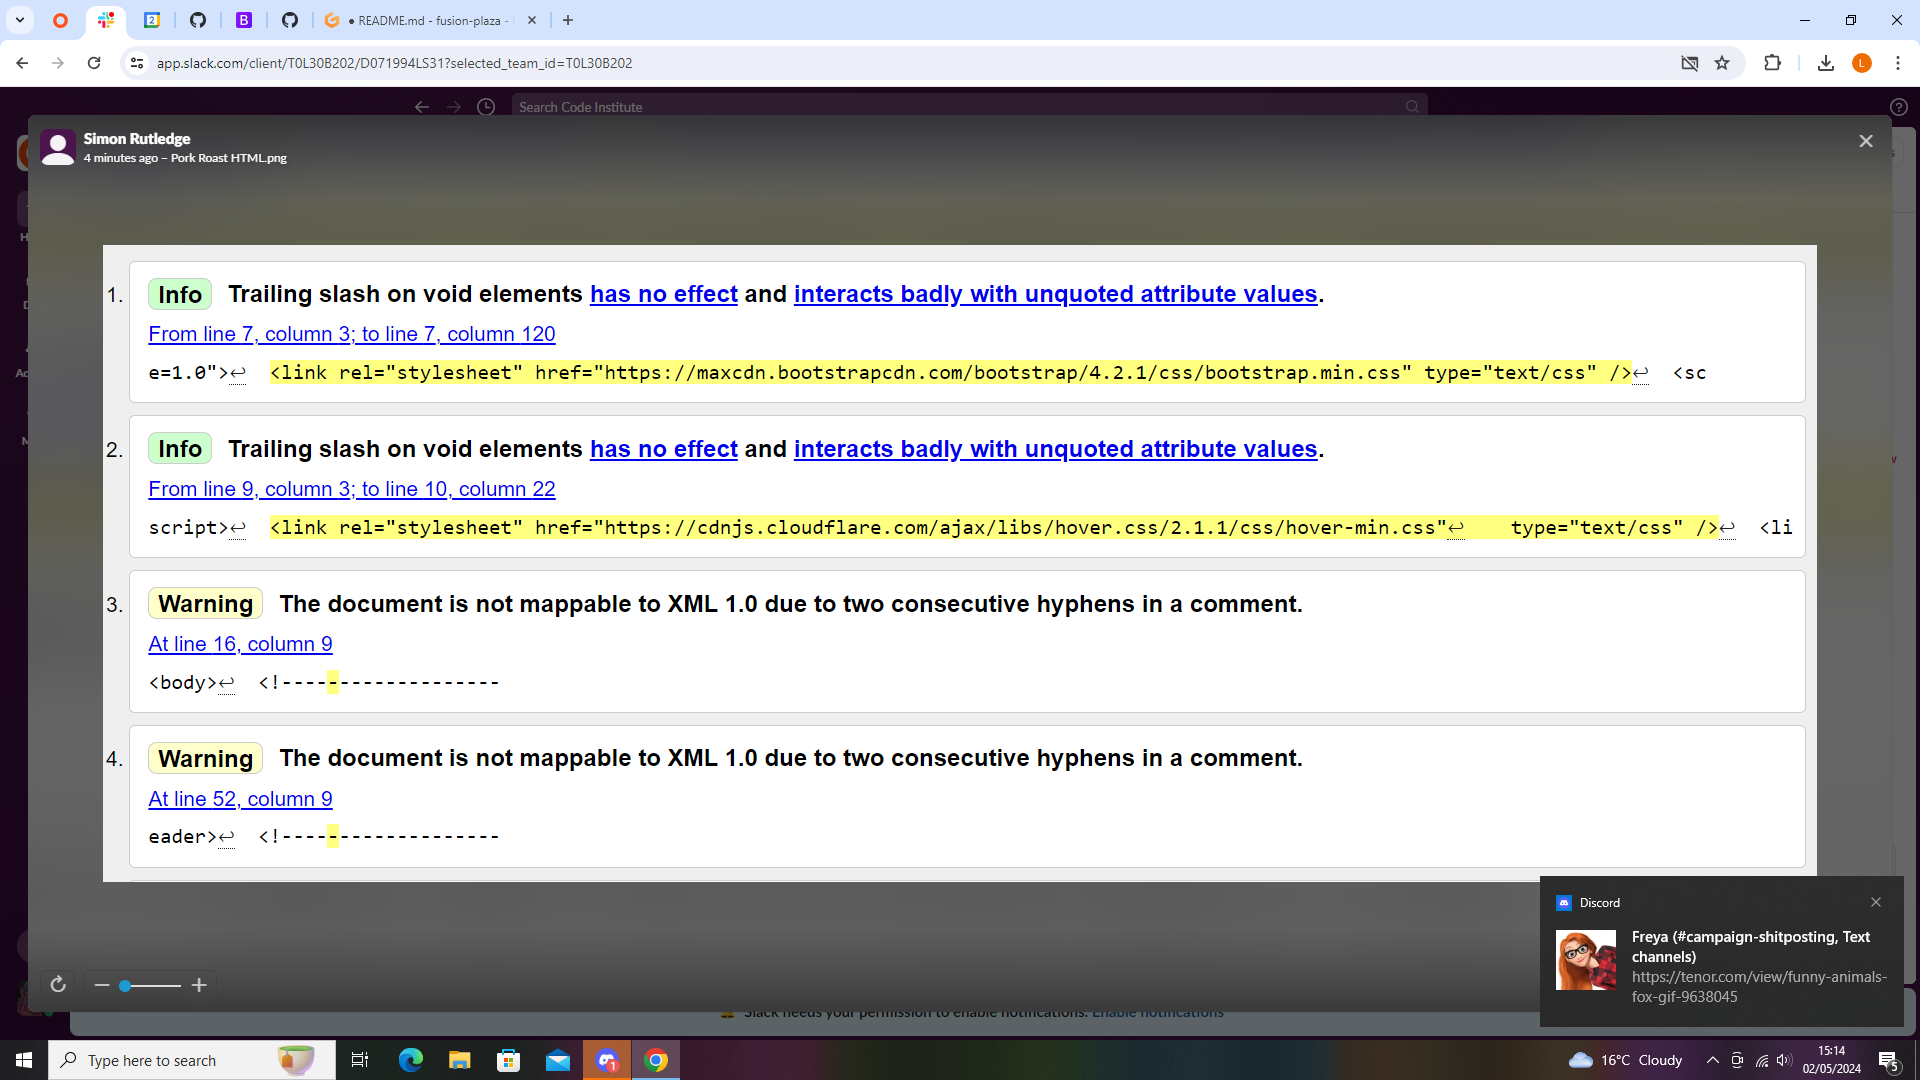 README.md - fusion-plaza -
app.slack.com/client/T0L30B202/D071994LS31?selected_team_id=T0L30B202
L
Search Code Institute
Simon Rutledge
4 minutes ago – Pork Roast HTML.png
1. Info Trailing slash on void elements has no effect and interacts badly with unquoted attribute values.
From line 7, column 3; to line 7, column 120
e=1.0">↩ <link rel="stylesheet" href="https://maxcdn.bootstrapcdn.com/bootstrap/4.2.1/css/bootstrap.min.css" type="text/css" />↩ <sc
2. Info Trailing slash on void elements has no effect and interacts badly with unquoted attribute values.
From line 9, column 3; to line 10, column 22
script>↩ <link rel="stylesheet" href="https://cdnjs.cloudflare.com/ajax/libs/hover.css/2.1.1/css/hover-min.css"↩ type="text/css" />↩ <li
3. Warning The document is not mappable to XML 1.0 due to two consecutive hyphens in a comment.
At line 16, column 9
<body>↩ <!-------------------
4. Warning The document is not mappable to XML 1.0 due to two consecutive hyphens in a comment.
At line 52, column 9
eader>↩ <!-------------------
Discord
Freya (#campaign-shitposting, Text
channels)
https://tenor.com/view/funny-animals-
fox-gif-9638045
Slack needs your permission to enable notifications. Enable notifications
Type here to search
16°C Cloudy
15:14
02/05/2024
5